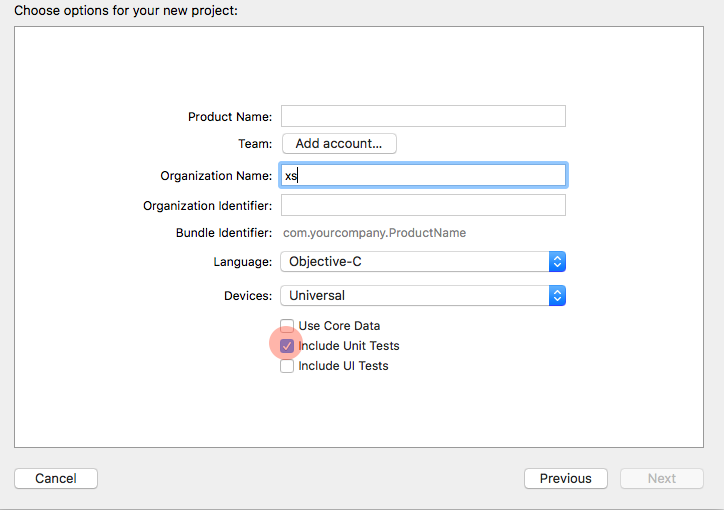 Choose options for your new project:
Product Name:
Team: Add account...
Organization Name: xs
Organization Identifier:
Bundle Identifier: com.yourcompany.ProductName
Language: Objective-C
Devices: Universal
Use Core Data
Include Unit Tests
Include UI Tests
Cancel Previous Next